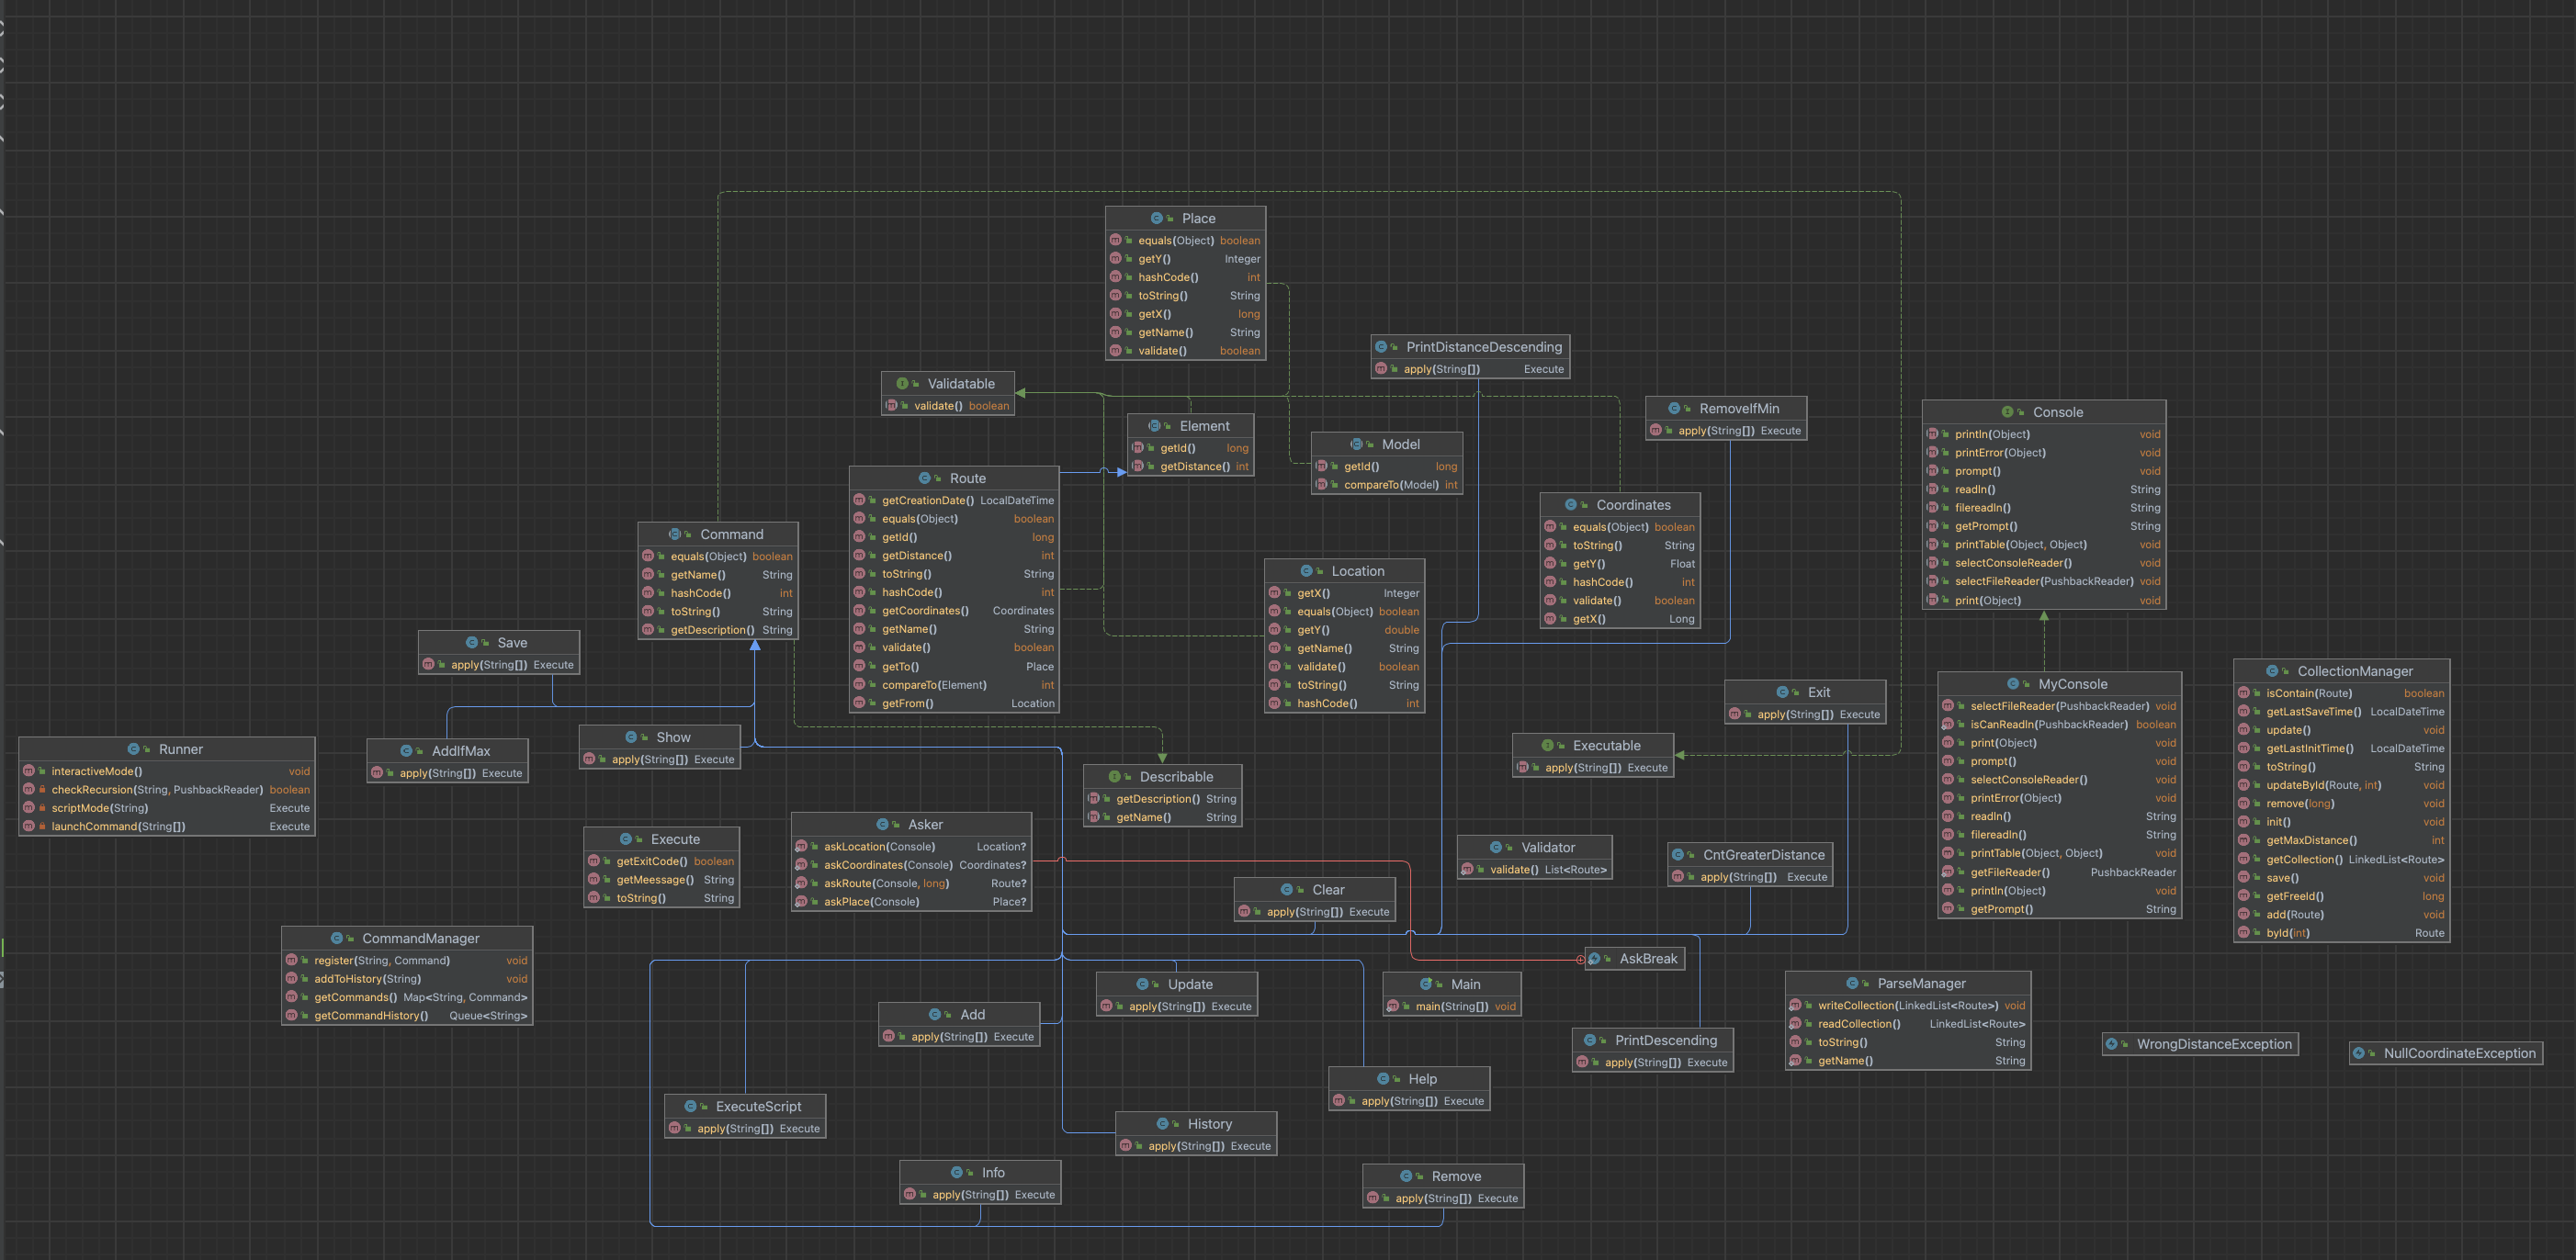 Place
equals(Object) boolean
getY() Integer
hashCode() int
toString() String
getX() long
getName() String
validate() boolean
PrintDistanceDescending
apply(String[]) Execute
Validatable
validate() boolean
Element
getId() long
getDistance() int
Model
getId() long
compareTo(Model) int
RemoveIfMin
apply(String[]) Execute
Console
println(Object) void
printError(Object) void
prompt() void
readln() String
filereadln() String
getPrompt() String
printTable(Object, Object) void
selectConsoleReader() void
selectFileReader(PushbackReader) void
print(Object) void
Route
getCreationDate() LocalDateTime
equals(Object) boolean
getId() long
getDistance() int
toString() String
hashCode() int
getCoordinates() Coordinates
getName() String
validate() boolean
getTo() Place
compareTo(Element) int
getFrom() Location
Coordinates
equals(Object) boolean
toString() String
getY() Float
hashCode() int
validate() boolean
getX() Long
Command
equals(Object) boolean
getName() String
hashCode() int
toString() String
getDescription() String
Location
getX() Integer
equals(Object) boolean
getY() double
getName() String
validate() boolean
toString() String
hashCode() int
Save
apply(String[]) Execute
CollectionManager
isContain(Route) boolean
getLastSaveTime() LocalDateTime
update() void
getLastInitTime() LocalDateTime
toString() String
updateById(Route, int) void
remove(long) void
init() void
getMaxDistance() int
getCollection() LinkedList<Route>
save() void
getFreeId() long
add(Route) void
byId(int) Route
MyConsole
selectFileReader(PushbackReader) void
isCanReadln(PushbackReader) boolean
print(Object) void
prompt() void
selectConsoleReader() void
printError(Object) void
readln() String
filereadln() String
printTable(Object, Object) void
getFileReader() PushbackReader
println(Object) void
getPrompt() String
Exit
apply(String[]) Execute
Runner
interactiveMode() void
checkRecursion(String, PushbackReader) boolean
scriptMode(String) Execute
launchCommand(String[]) Execute
AddIfMax
apply(String[]) Execute
Show
apply(String[]) Execute
Executable
apply(String[]) Execute
Describable
getDescription() String
getName() String
Execute
getExitCode() boolean
getMeessage() String
toString() String
Asker
askLocation(Console) Location?
askCoordinates(Console) Coordinates?
askRoute(Console, long) Route?
askPlace(Console) Place?
Validator
validate() List<Route>
CntGreaterDistance
apply(String[]) Execute
Clear
apply(String[]) Execute
CommandManager
register(String, Command) void
addToHistory(String) void
getCommands() Map<String, Command>
getCommandHistory() Queue<String>
AskBreak
Update
apply(String[]) Execute
Main
main(String[]) void
ParseManager
writeCollection(LinkedList<Route>) void
readCollection() LinkedList<Route>
toString() String
getName() String
Add
apply(String[]) Execute
PrintDescending
apply(String[]) Execute
WrongDistanceException
NullCoordinateException
Help
apply(String[]) Execute
ExecuteScript
apply(String[]) Execute
History
apply(String[]) Execute
Info
apply(String[]) Execute
Remove
apply(String[]) Execute